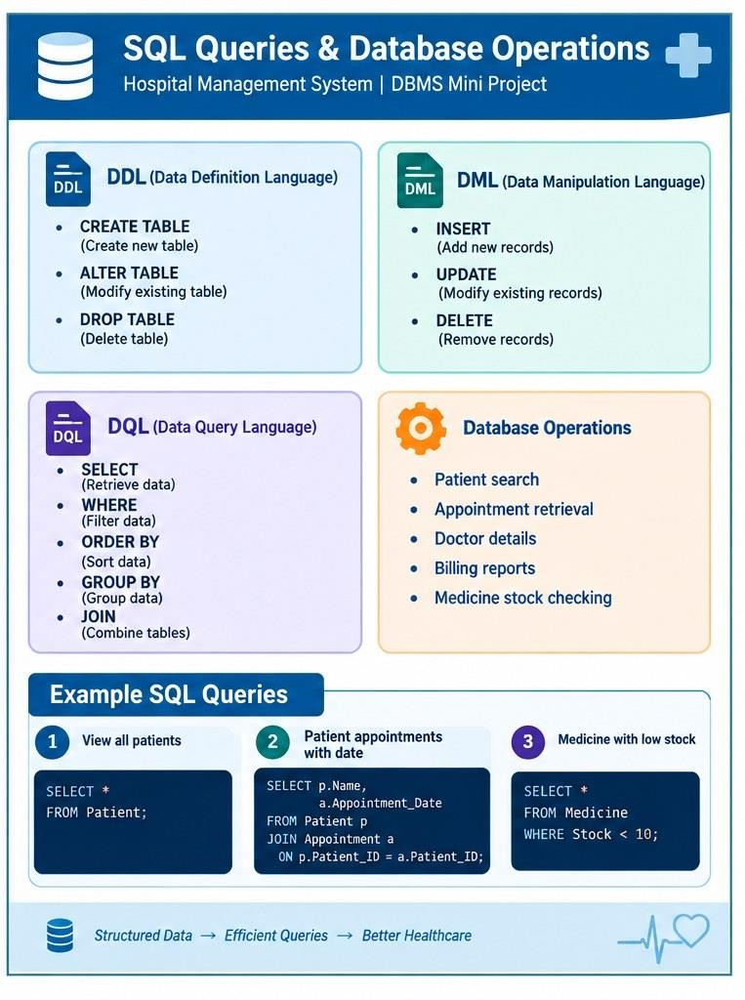 SQL Queries & Database Operations
Hospital Management System | DBMS Mini Project
DDL
DDL (Data Definition Language)
• CREATE TABLE
(Create new table)
• ALTER TABLE
(Modify existing table)
• DROP TABLE
(Delete table)
DML
DML (Data Manipulation Language)
• INSERT
(Add new records)
• UPDATE
(Modify existing records)
• DELETE
(Remove records)
DQL
DQL (Data Query Language)
• SELECT
(Retrieve data)
• WHERE
(Filter data)
• ORDER BY
(Sort data)
• GROUP BY
(Group data)
• JOIN
(Combine tables)
Database Operations
• Patient search
• Appointment retrieval
• Doctor details
• Billing reports
• Medicine stock checking
Example SQL Queries
1 View all patients
SELECT *
FROM Patient;
2 Patient appointments
with date
SELECT p.Name,
a.Appointment_Date
FROM Patient p
JOIN Appointment a
ON p.Patient_ID = a.Patient_ID;
3 Medicine with low stock
SELECT *
FROM Medicine
WHERE Stock < 10;
Structured Data → Efficient Queries → Better Healthcare